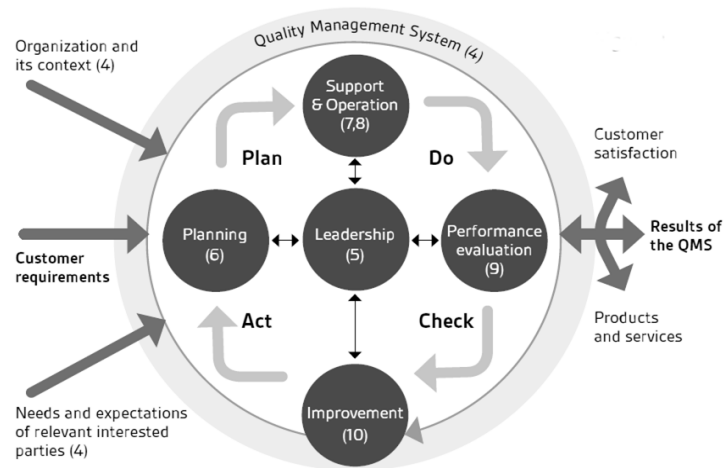 Quality Management System (4)
Organization and
its context (4)
Support
& Operation
(7,8)
Plan
Do
Customer
satisfaction
Planning
(6)
Leadership
(5)
Performance
evaluation
(9)
Results of
the QMS
Customer
requirements
Act
Check
Products
and services
Needs and expectations
of relevant interested
parties (4)
Improvement
(10)